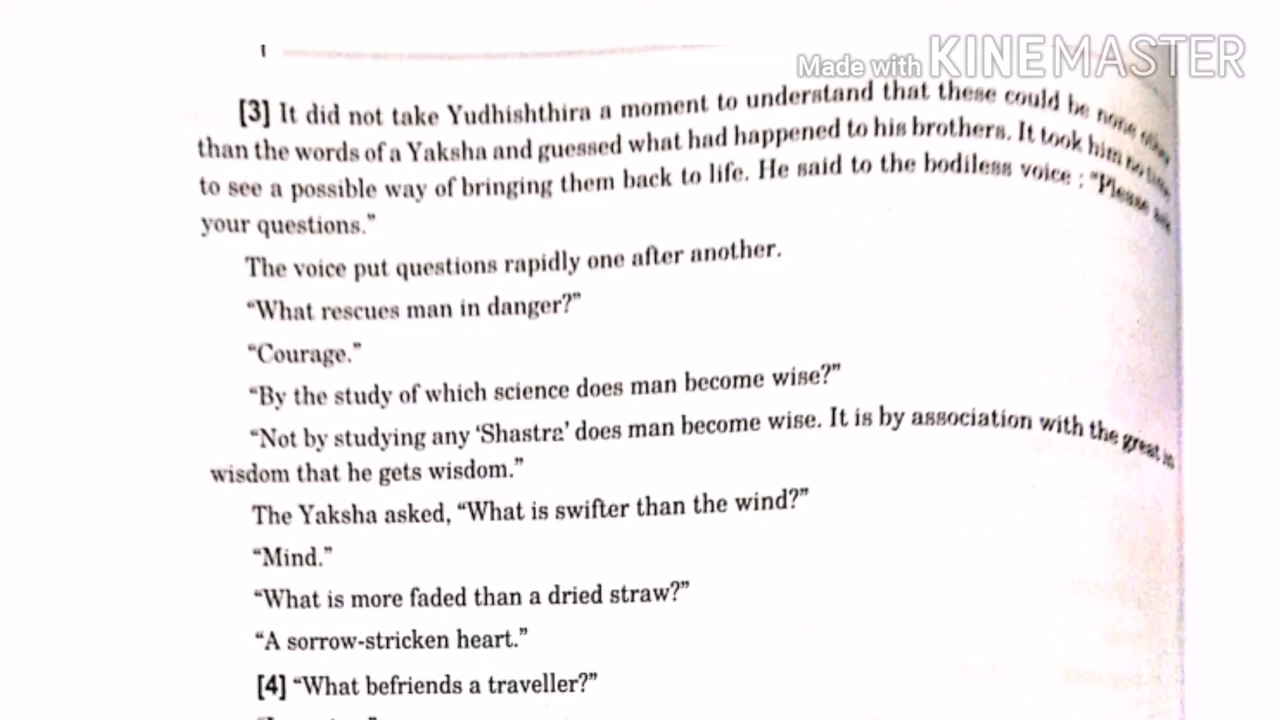 Made with KINEMASTER
[3] It did not take Yudhishthira a moment to understand that these could be none other
than the words of a Yaksha and guessed what had happened to his brothers. It took him no time
to see a possible way of bringing them back to life. He said to the bodiless voice : "Please ask
your questions."
The voice put questions rapidly one after another.
"What rescues man in danger?"
"Courage."
"By the study of which science does man become wise?"
"Not by studying any 'Shastra' does man become wise. It is by association with the great in
wisdom that he gets wisdom."
The Yaksha asked, "What is swifter than the wind?"
"Mind."
"What is more faded than a dried straw?"
"A sorrow-stricken heart."
[4] "What befriends a traveller?"